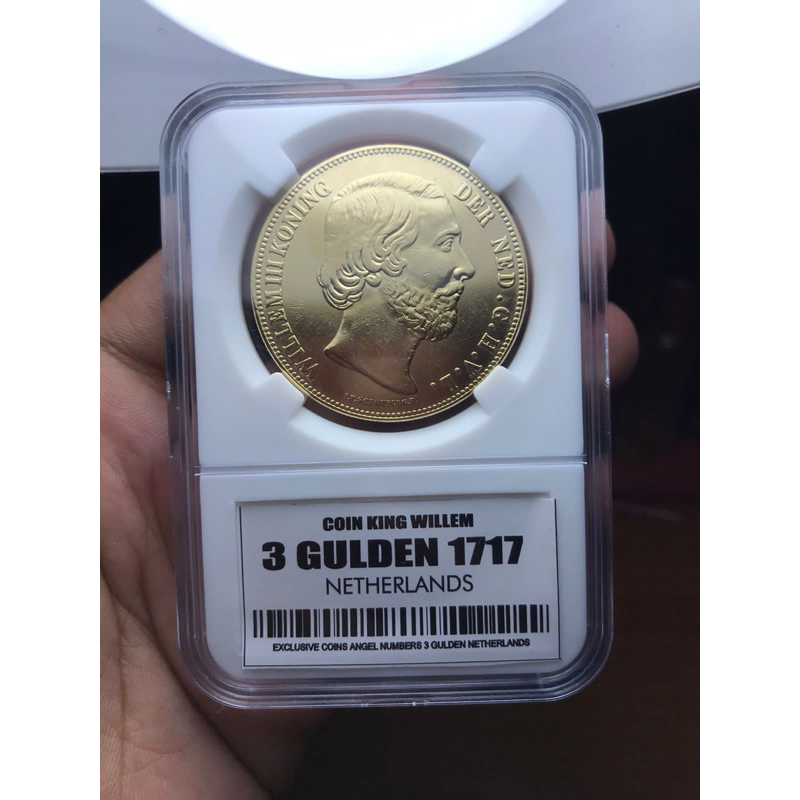 WILLEM III KONING DER NED. G. H. V. L.
COIN KING WILLEM
3 GULDEN 1717
NETHERLANDS
EXCLUSIVE COINS ANGEL NUMBERS 3 GULDEN NETHERLANDS